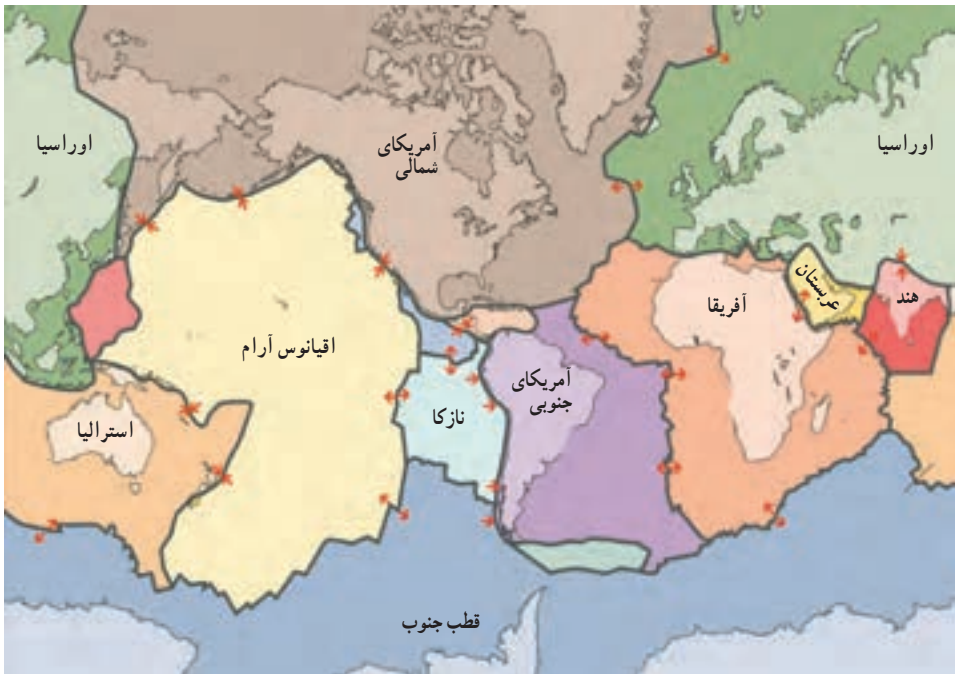 اوراسیا
آمریکای
شمالی
اوراسیا
عربستان
هند
آفریقا
اقیانوس آرام
آمریکای
جنوبی
نازکا
استرالیا
قطب جنوب